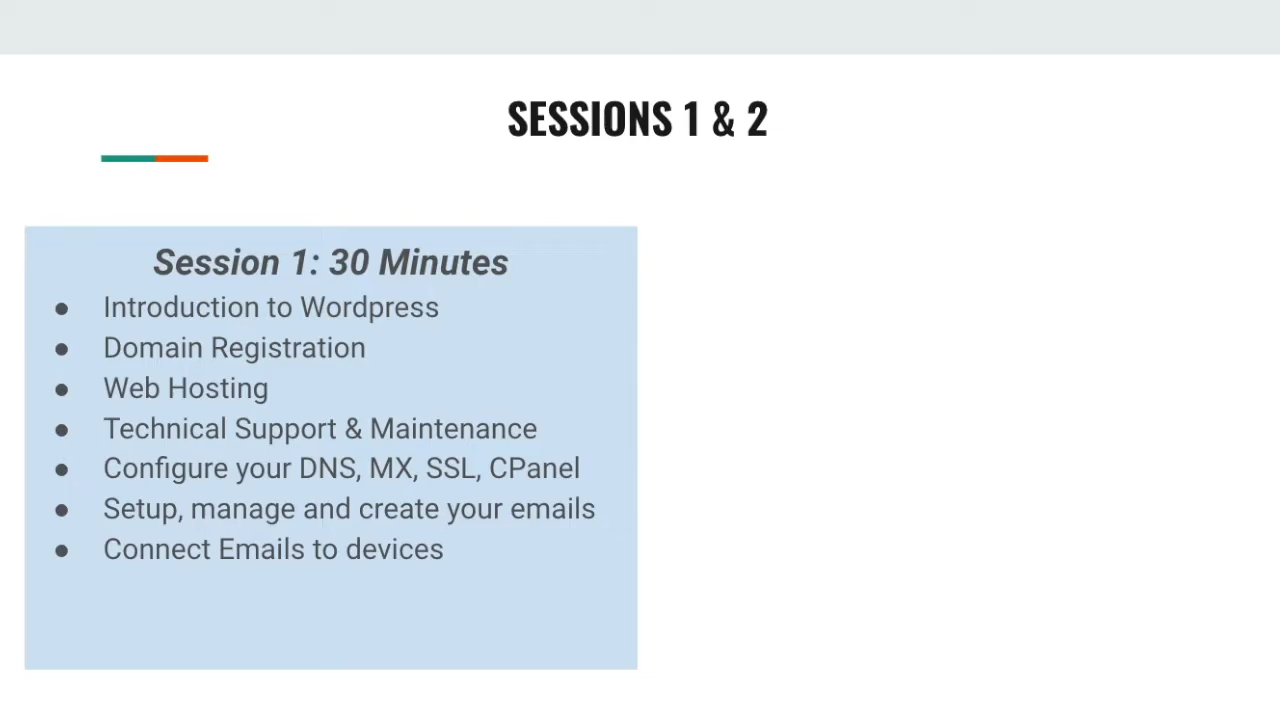 SESSIONS 1 & 2
Session 1: 30 Minutes
● Introduction to Wordpress
● Domain Registration
● Web Hosting
● Technical Support & Maintenance
● Configure your DNS, MX, SSL, CPanel
● Setup, manage and create your emails
● Connect Emails to devices